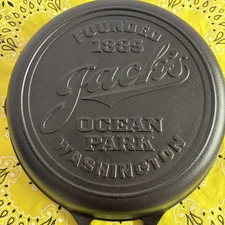 FOUNDED
1885
Jack's
OCEAN
PARK
WASHINGTON